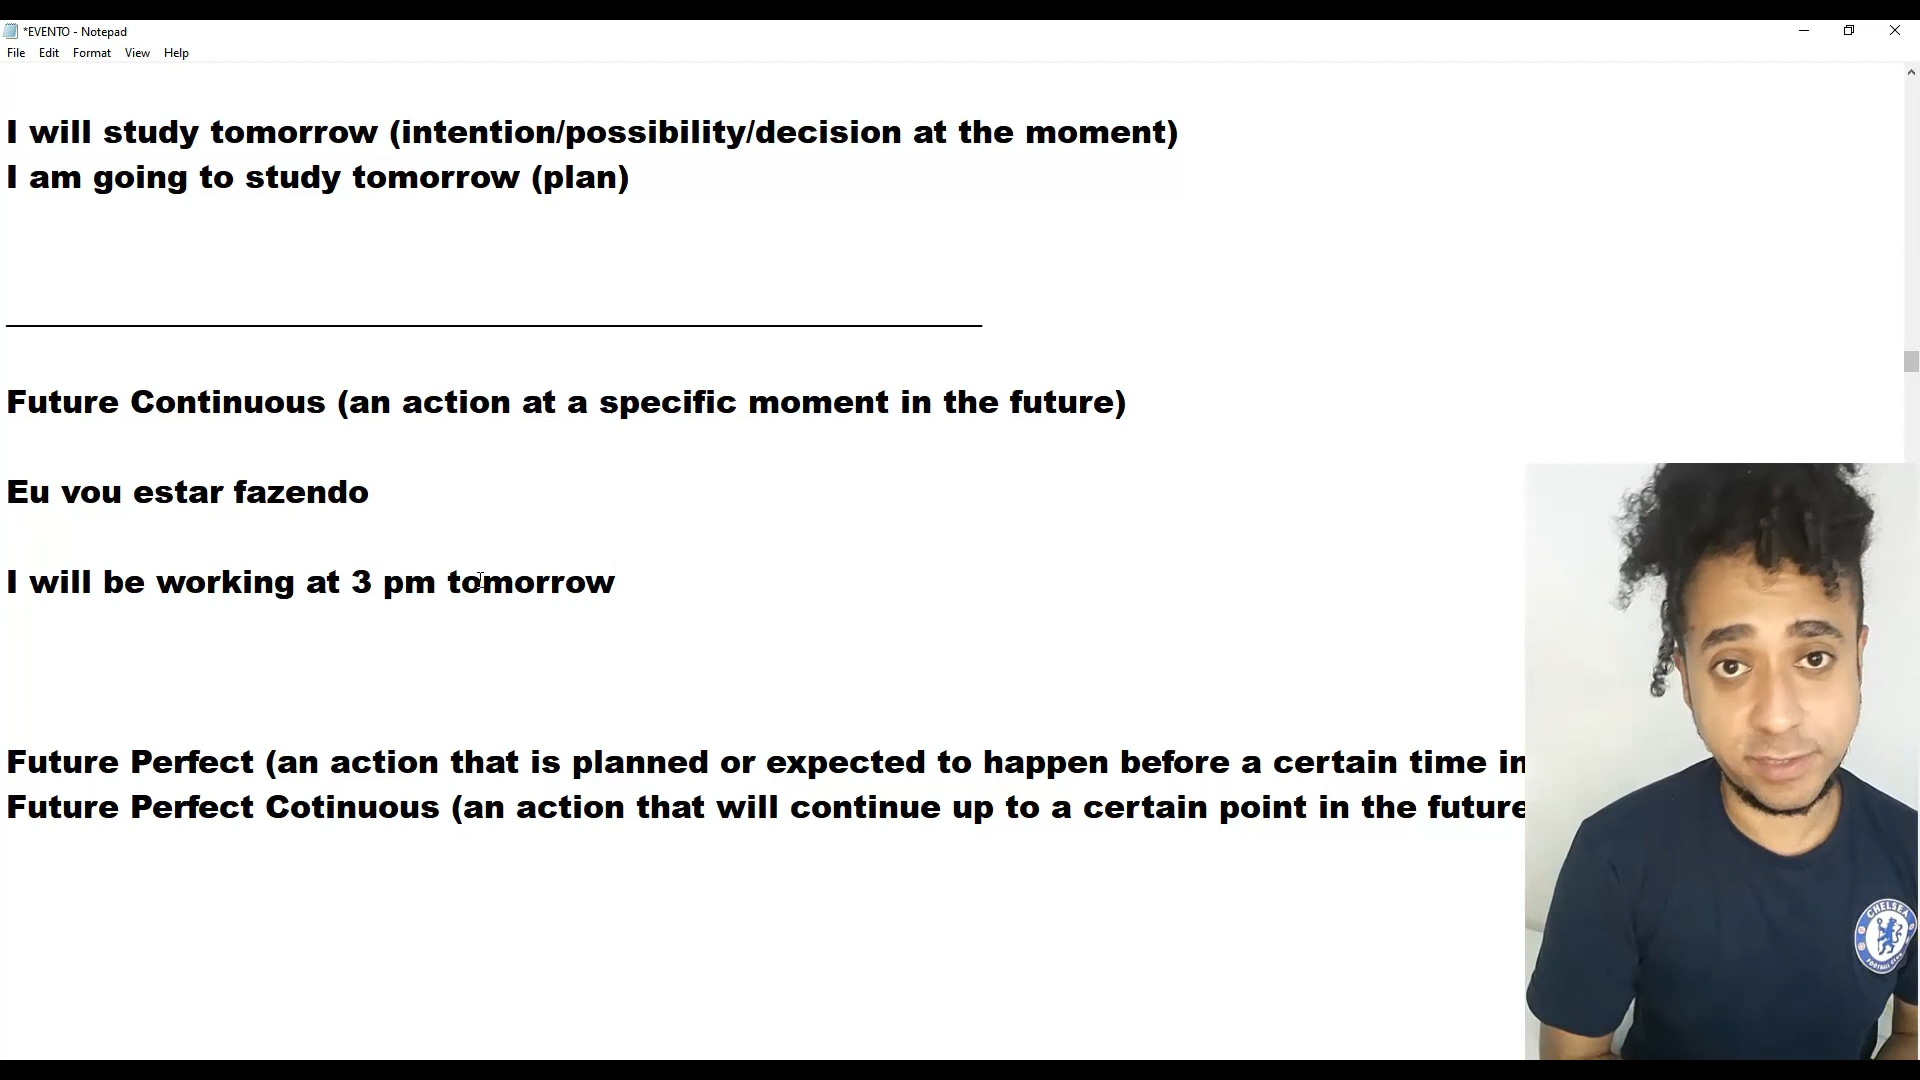 *EVENTO - Notepad
File Edit Format View Help
I will study tomorrow (intention/possibility/decision at the moment)
I am going to study tomorrow (plan)
Future Continuous (an action at a specific moment in the future)
Eu vou estar fazendo
I will be working at 3 pm tomorrow
Future Perfect (an action that is planned or expected to happen before a certain time in
Future Perfect Cotinuous (an action that will continue up to a certain point in the future
CHELSEA
FOOTBALL CLUB